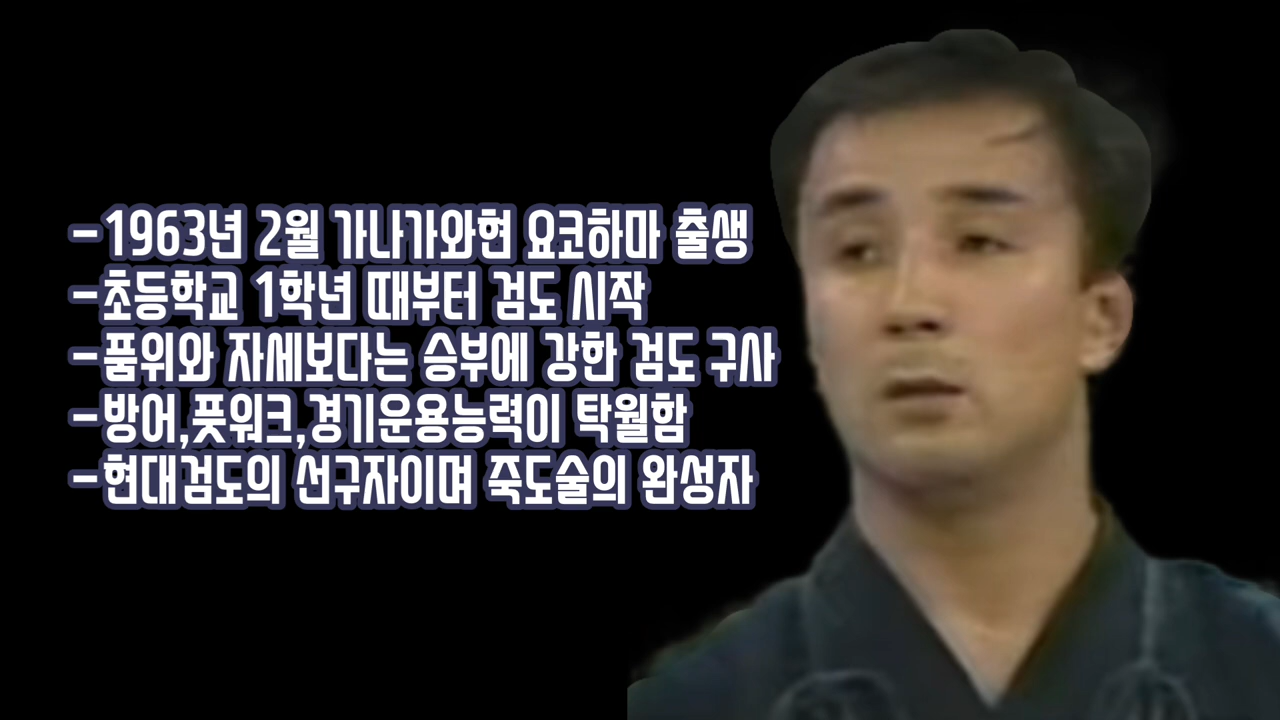 -1963년 2월 가나가와현 요코하마 출생
-초등학교 1학년 때부터 검도 시작
-품위와 자세보다는 승부에 강한 검도 구사
-방어,풋워크,경기운용능력이 탁월함
-현대검도의 선구자이며 죽도술의 완성자